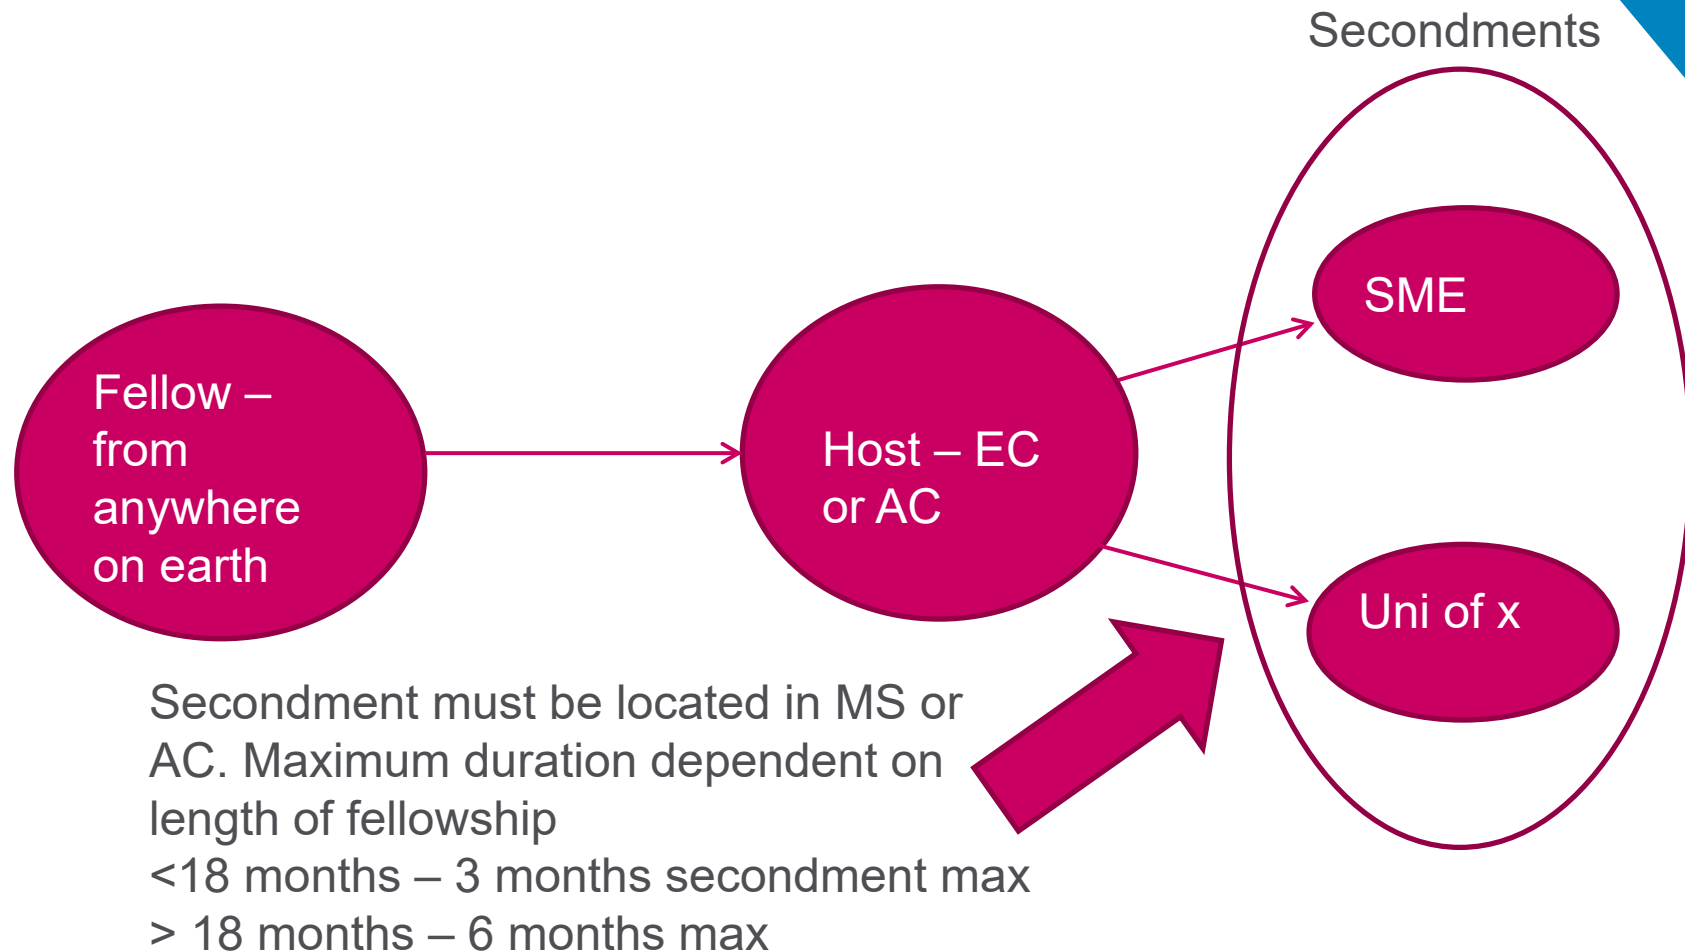 Secondments
SME
Fellow –
from
anywhere
on earth
Host – EC
or AC
Uni of x
Secondment must be located in MS or
AC. Maximum duration dependent on
length of fellowship
<18 months – 3 months secondment max
> 18 months – 6 months max